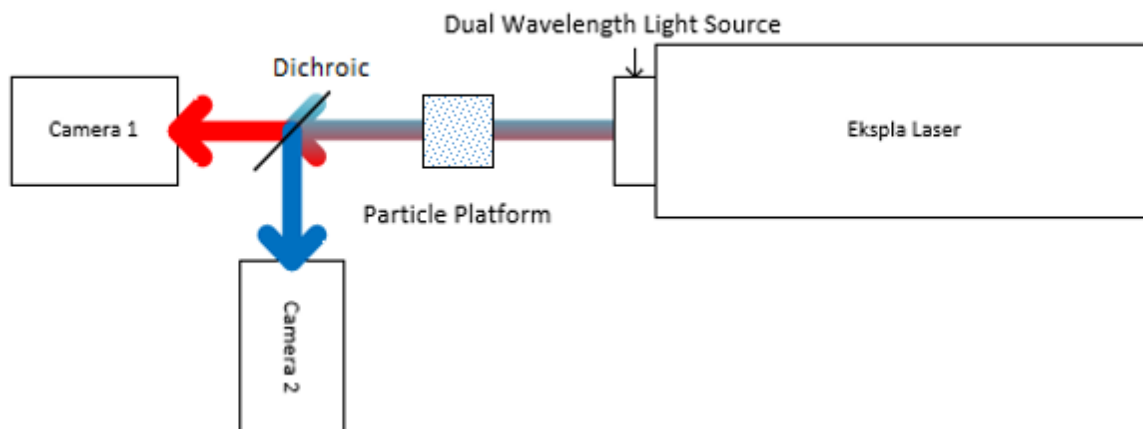 Dual Wavelength Light Source
Dichroic
Camera 1
Ekspla Laser
Particle Platform
Camera 2